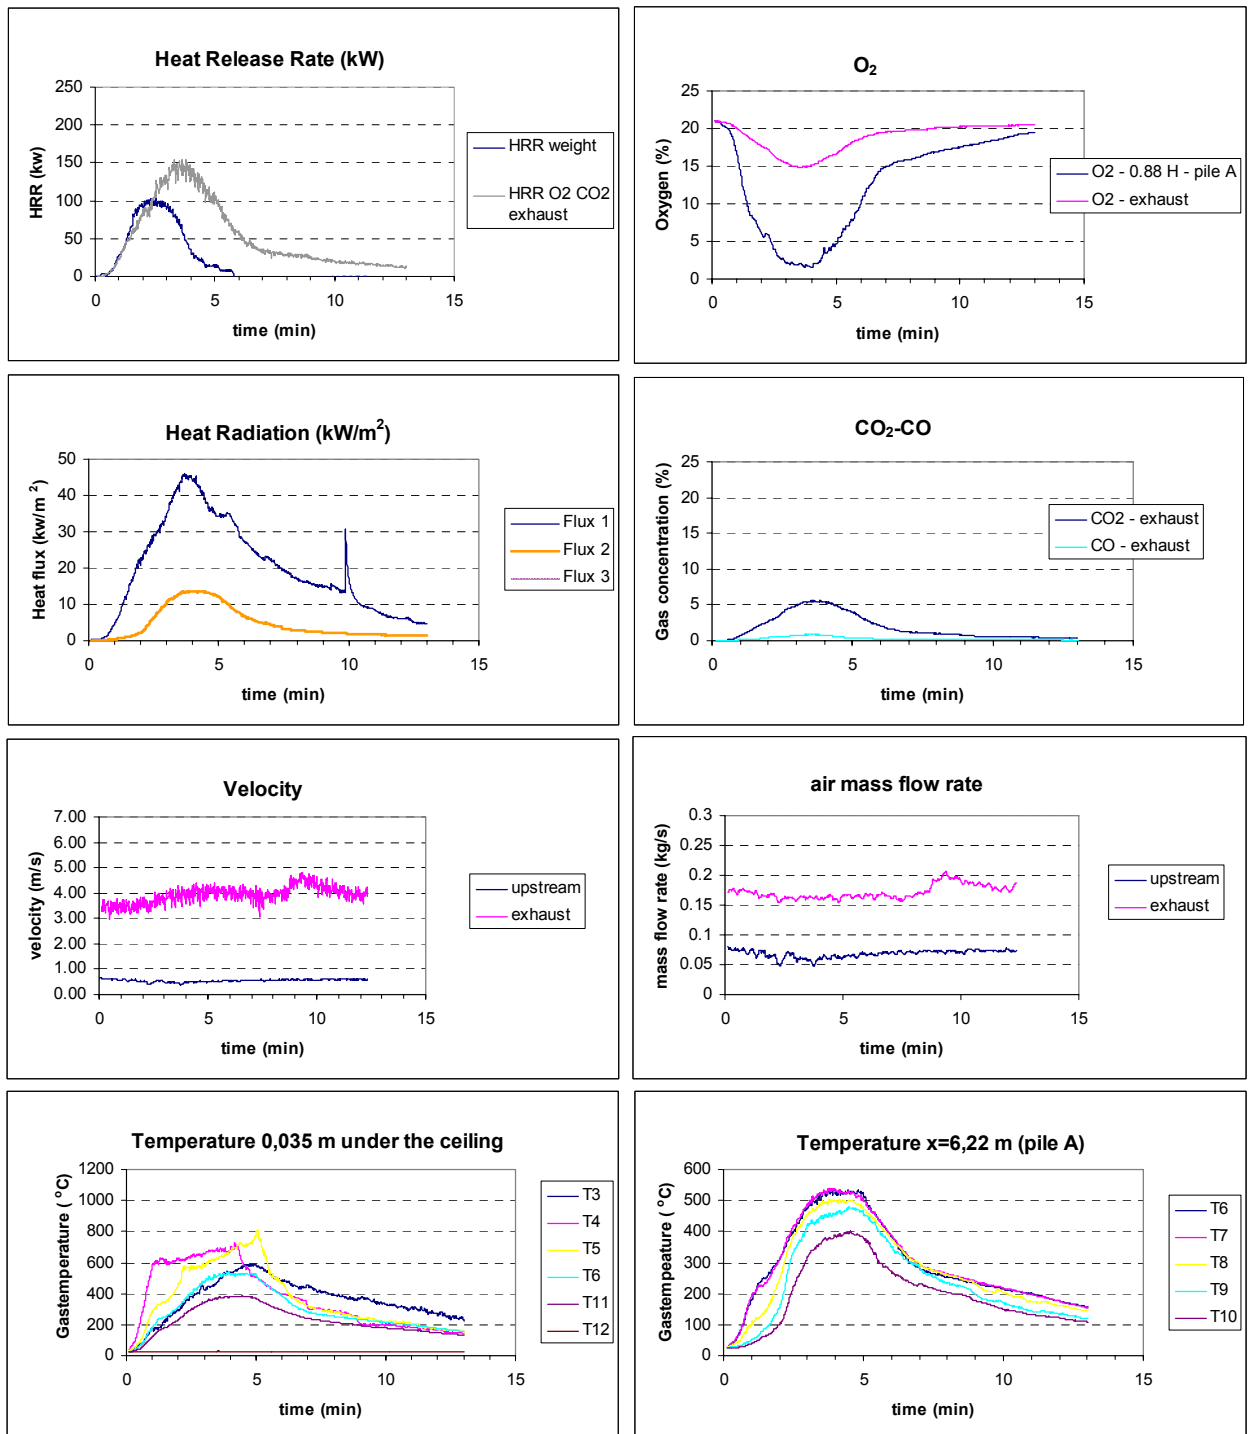 Heat Release Rate (kW)
250
200
150
100
50
0
HRR (kw)
0 5 10 15
time (min)
HRR weight
HRR O2 CO2
exhaust
O2
25
20
15
10
5
0
Oxygen (%)
0 5 10 15
time (min)
O2 - 0.88 H - pile A
O2 - exhaust
Heat Radiation (kW/m2)
50
40
30
20
10
0
Heat flux (kw/m 2)
0 5 10 15
time (min)
Flux 1
Flux 2
Flux 3
CO2-CO
25
20
15
10
5
0
Gas concentration (%)
0 5 10 15
time (min)
CO2 - exhaust
CO - exhaust
Velocity
7.00
6.00
5.00
4.00
3.00
2.00
1.00
0.00
velocity (m/s)
0 5 10 15
time (min)
upstream
exhaust
air mass flow rate
0.3
0.25
0.2
0.15
0.1
0.05
0
mass flow rate (kg/s)
0 5 10 15
time (min)
upstream
exhaust
Temperature 0,035 m under the ceiling
1200
1000
800
600
400
200
0
Gastemperature ( °C)
0 5 10 15
time (min)
T3
T4
T5
T6
T11
T12
Temperature x=6,22 m (pile A)
600
500
400
300
200
100
0
Gastempeature ( °C)
0 5 10 15
time (min)
T6
T7
T8
T9
T10